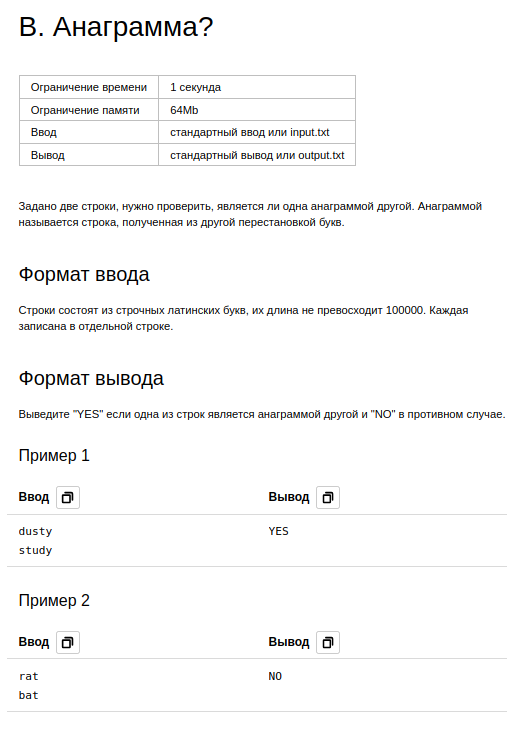 B. Анаграмма?
Ограничение времени 1 секунда
Ограничение памяти 64Mb
Ввод стандартный ввод или input.txt
Вывод стандартный вывод или output.txt
Задано две строки, нужно проверить, является ли одна анаграммой другой. Анаграммой
называется строка, полученная из другой перестановкой букв.
Формат ввода
Строки состоят из строчных латинских букв, их длина не превосходит 100000. Каждая
записана в отдельной строке.
Формат вывода
Выведите "YES" если одна из строк является анаграммой другой и "NO" в противном случае.
Пример 1
Ввод Вывод
dusty YES
study
Пример 2
Ввод Вывод
rat NO
bat